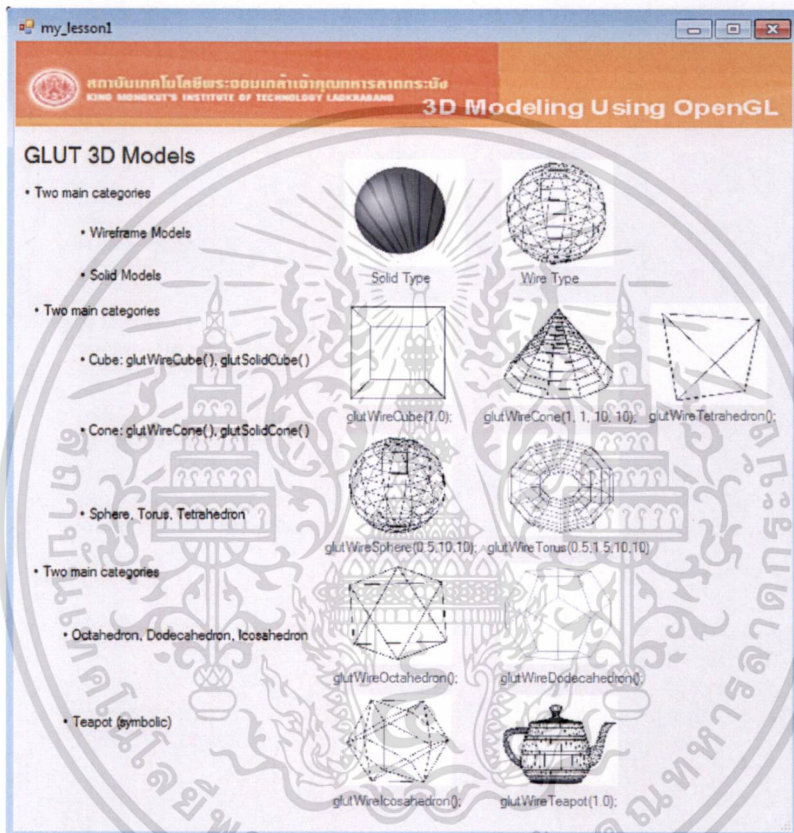 my_lesson1
สถาบันเทคโนโลยีพระจอมเกล้าเจ้าคุณทหารลาดกระบัง
KING MONGKUT'S INSTITUTE OF TECHNOLOGY LADKRABANG
3D Modeling Using OpenGL
GLUT 3D Models
• Two main categories
• Wireframe Models
• Solid Models
Solid Type
Wire Type
• Two main categories
• Cube: glutWireCube( ), glutSolidCube( )
glutWireCube(1.0);
glutWireCone(1, 1, 10, 10);
glutWireTetrahedron();
• Cone: glutWireCone( ), glutSolidCone( )
• Sphere, Torus, Tetrahedron
glutWireSphere(0.5,10,10);
glutWireTorus(0.5,1.5,10,10)
• Two main categories
• Octahedron, Dodecahedron, Icosahedron
glutWireOctahedron();
glutWireDodecahedron();
• Teapot (symbolic)
glutWireIcosahedron();
glutWireTeapot(1.0);